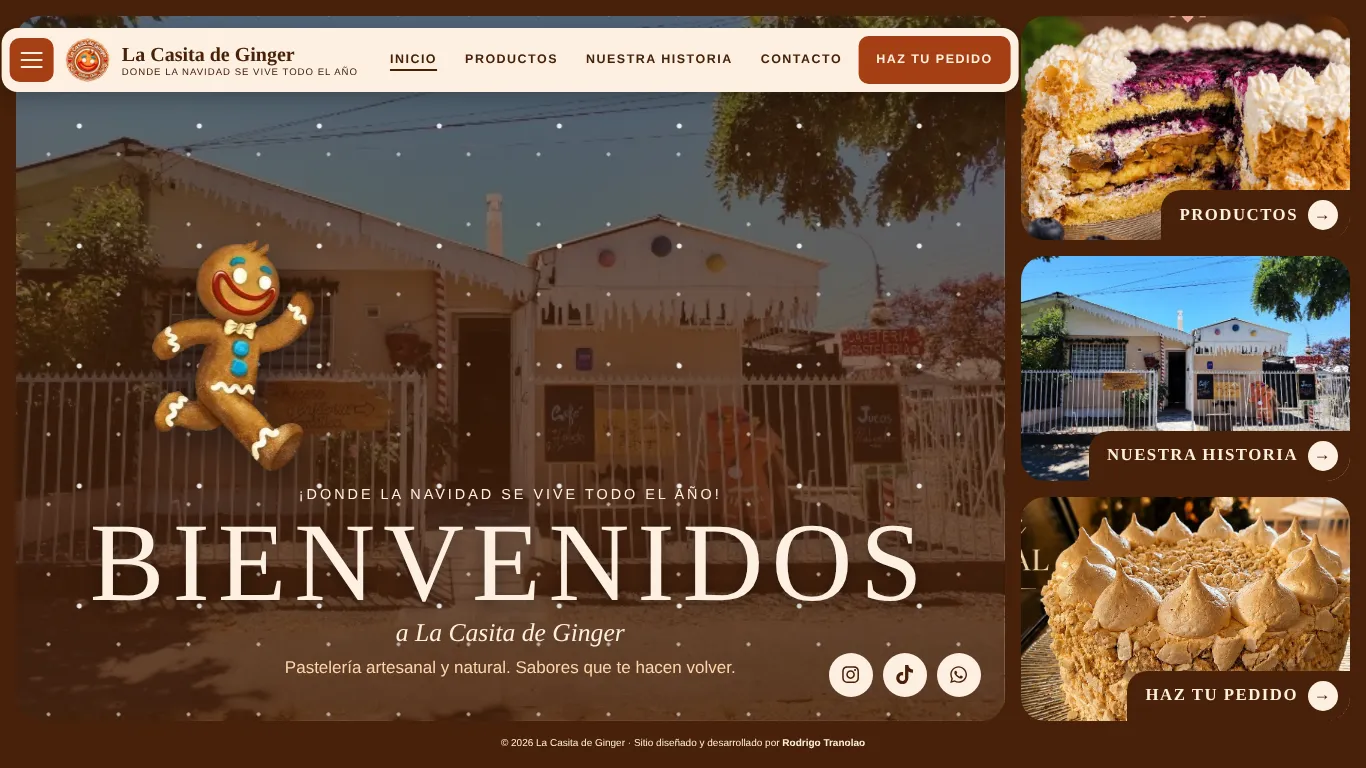 La Casita de Ginger
DONDE LA NAVIDAD SE VIVE TODO EL AÑO
INICIO
PRODUCTOS
NUESTRA HISTORIA
CONTACTO
HAZ TU PEDIDO
Café
Jugos
¡DONDE LA NAVIDAD SE VIVE TODO EL AÑO!
BIENVENIDOS
a La Casita de Ginger
Pastelería artesanal y natural. Sabores que te hacen volver.
PRODUCTOS →
NUESTRA HISTORIA →
HAZ TU PEDIDO →
© 2026 La Casita de Ginger · Sitio diseñado y desarrollado por Rodrigo Tranolao